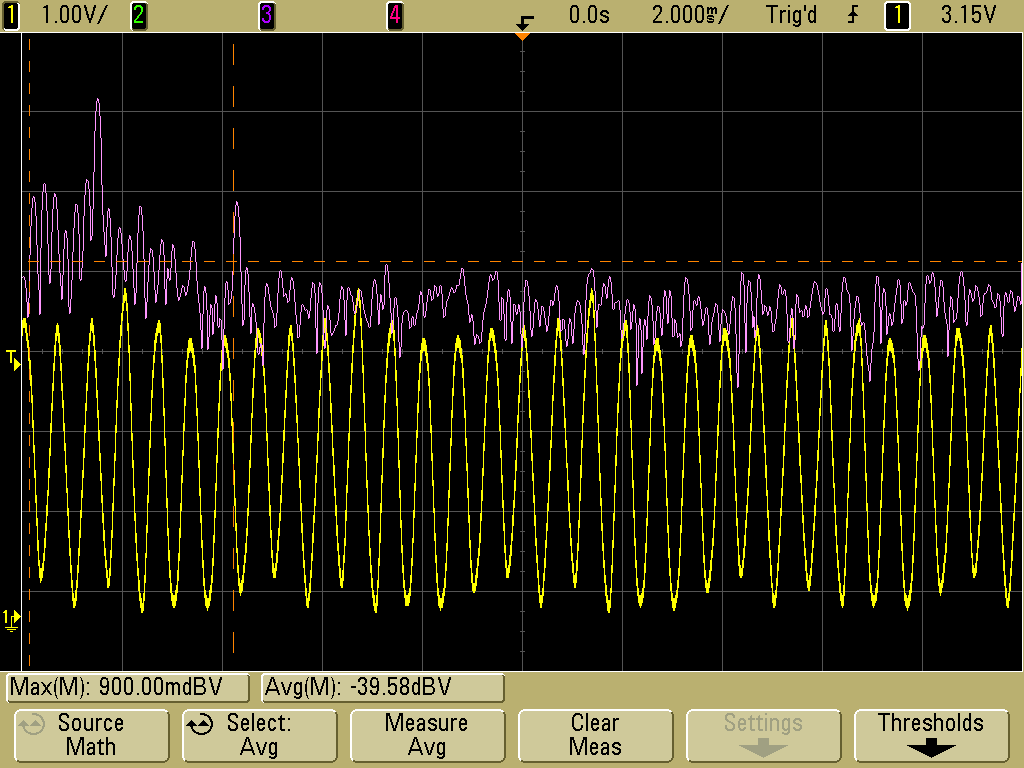 1 1.00V/ 2 3 4 0.0s 2.000ms/ Trig'd 1 3.15V
T
1
Max(M): 900.00mdBV Avg(M): -39.58dBV
Source Math
Select: Avg
Measure Avg
Clear Meas
Settings
Thresholds